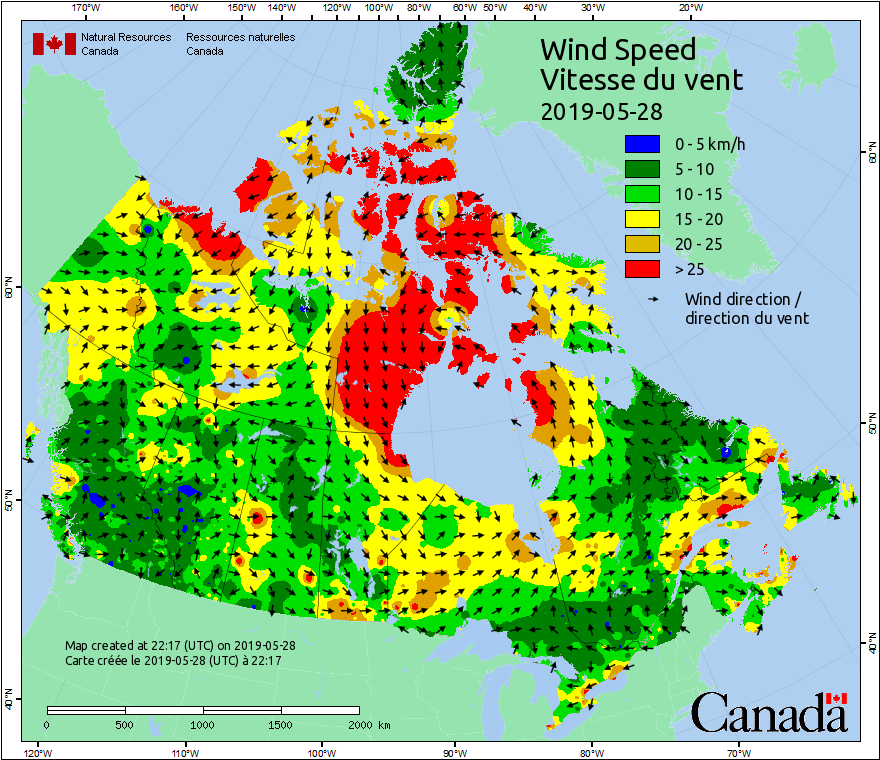 170°W 160°W 150°W 140°W 130°W 120°W 110°W 100°W 90°W 80°W 70°W 60°W 50°W 40°W 30°W 20°W
Natural Resources Canada
Ressources naturelles Canada
Wind Speed
Vitesse du vent
2019-05-28
0 - 5 km/h
5 - 10
10 - 15
15 - 20
20 - 25
> 25
Wind direction /
direction du vent
60°N
60°N
50°N
50°N
40°N
40°N
Map created at 22:17 (UTC) on 2019-05-28
Carte créée le 2019-05-28 (UTC) à 22:17
0 500 1000 1500 2000 km
Canada
120°W 110°W 100°W 90°W 80°W 70°W